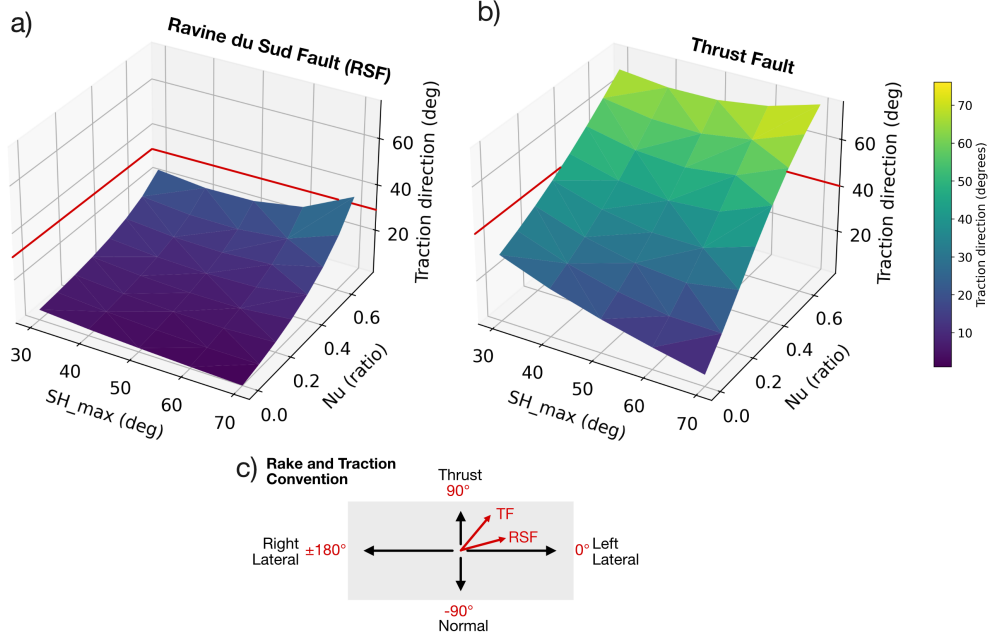 a)
Ravine du Sud Fault (RSF)
60
40
20
Traction direction (deg)
0.6
0.4
0.2
0.0
Nu (ratio)
30
40
50
60
70
SH_max (deg)
b)
Thrust Fault
60
40
20
Traction direction (deg)
0.6
0.4
0.2
0.0
Nu (ratio)
30
40
50
60
70
SH_max (deg)
70
60
50
40
30
20
10
Traction direction (degrees)
c)
Rake and Traction
Convention
Thrust
90°
TF
RSF
Right
Lateral
±180°
0°
Left
Lateral
-90°
Normal